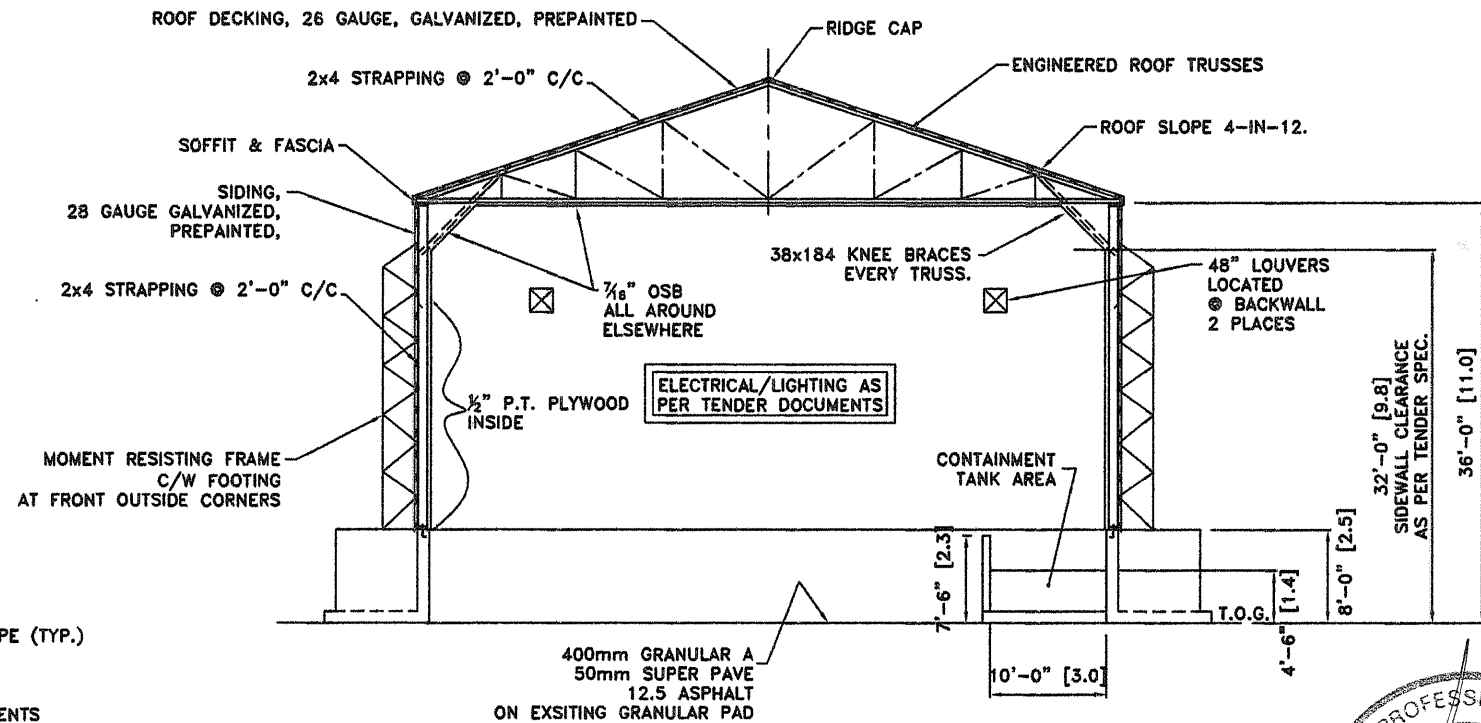 ROOF DECKING, 26 GAUGE, GALVANIZED, PREPAINTED
RIDGE CAP
2x4 STRAPPING @ 2'-0" C/C
ENGINEERED ROOF TRUSSES
ROOF SLOPE 4-IN-12.
SOFFIT & FASCIA
SIDING,
28 GAUGE GALVANIZED,
PREPAINTED,
38x184 KNEE BRACES
EVERY TRUSS.
48" LOUVERS
LOCATED
@ BACKWALL
2 PLACES
2x4 STRAPPING @ 2'-0" C/C
7/16" OSB
ALL AROUND
ELSEWHERE
ELECTRICAL/LIGHTING AS
PER TENDER DOCUMENTS
1/2" P.T. PLYWOOD
INSIDE
MOMENT RESISTING FRAME
C/W FOOTING
AT FRONT OUTSIDE CORNERS
CONTAINMENT
TANK AREA
32'-0" [9.8]
SIDEWALL CLEARANCE
AS PER TENDER SPEC.
36'-0" [11.0]
7'-6" [2.3]
T.O.G.
4'-6" [1.4]
8'-0" [2.5]
10'-0" [3.0]
PE (TYP.)
400mm GRANULAR A
50mm SUPER PAVE
12.5 ASPHALT
ON EXSITING GRANULAR PAD
ENTS
PROFESS